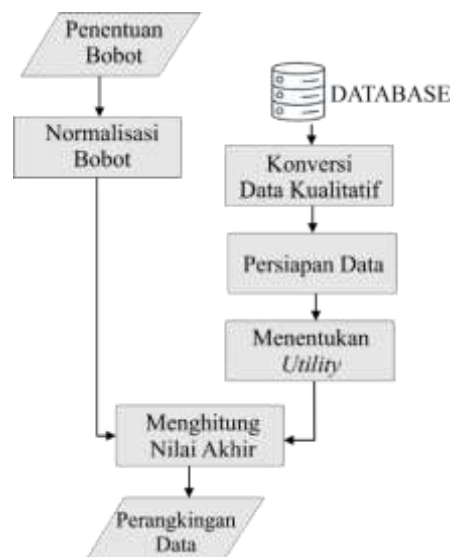 Penentuan
Bobot
Normalisasi
Bobot
DATABASE
Konversi
Data Kualitatif
Persiapan Data
Menentukan
Utility
Menghitung
Nilai Akhir
Perangkingan
Data